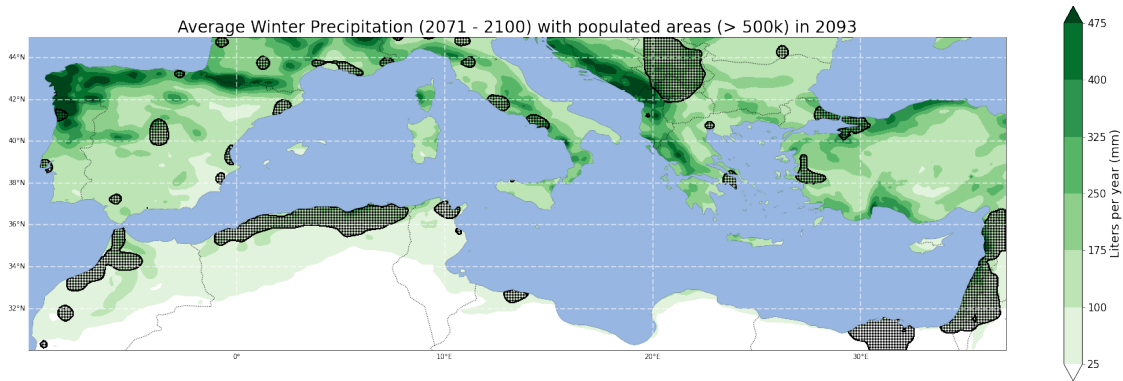 Average Winter Precipitation (2071 - 2100) with populated areas (> 500k) in 2093
44°N
42°N
40°N
38°N
36°N
34°N
32°N
0°
10°E
20°E
30°E
475
400
325
250
175
100
25
Liters per year (mm)